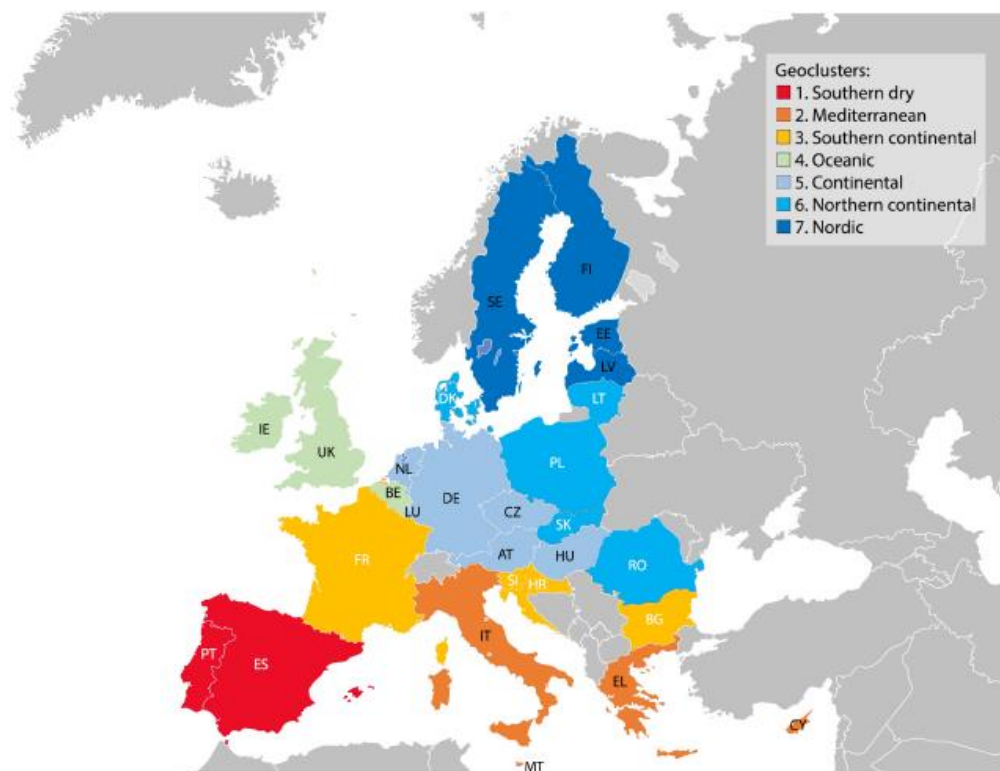 Geoclusters:
1. Southern dry
2. Mediterranean
3. Southern continental
4. Oceanic
5. Continental
6. Northern continental
7. Nordic
FI
SE
EE
LV
DK
LT
IE
UK
NL
PL
BE
DE
LU
CZ
SK
AT
HU
FR
RO
SI
HR
BG
IT
PT
ES
EL
CY
MT